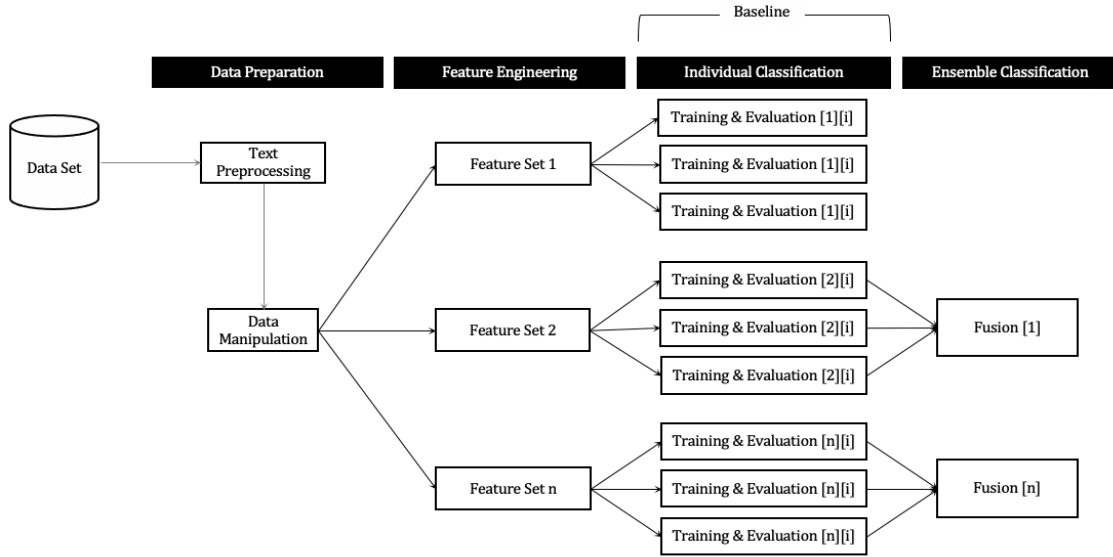 Baseline
Data Preparation
Feature Engineering
Individual Classification
Ensemble Classification
Data Set
Text
Preprocessing
Data
Manipulation
Feature Set 1
Training & Evaluation [1][i]
Training & Evaluation [1][i]
Training & Evaluation [1][i]
Feature Set 2
Training & Evaluation [2][i]
Training & Evaluation [2][i]
Training & Evaluation [2][i]
Fusion [1]
Feature Set n
Training & Evaluation [n][i]
Training & Evaluation [n][i]
Training & Evaluation [n][i]
Fusion [n]